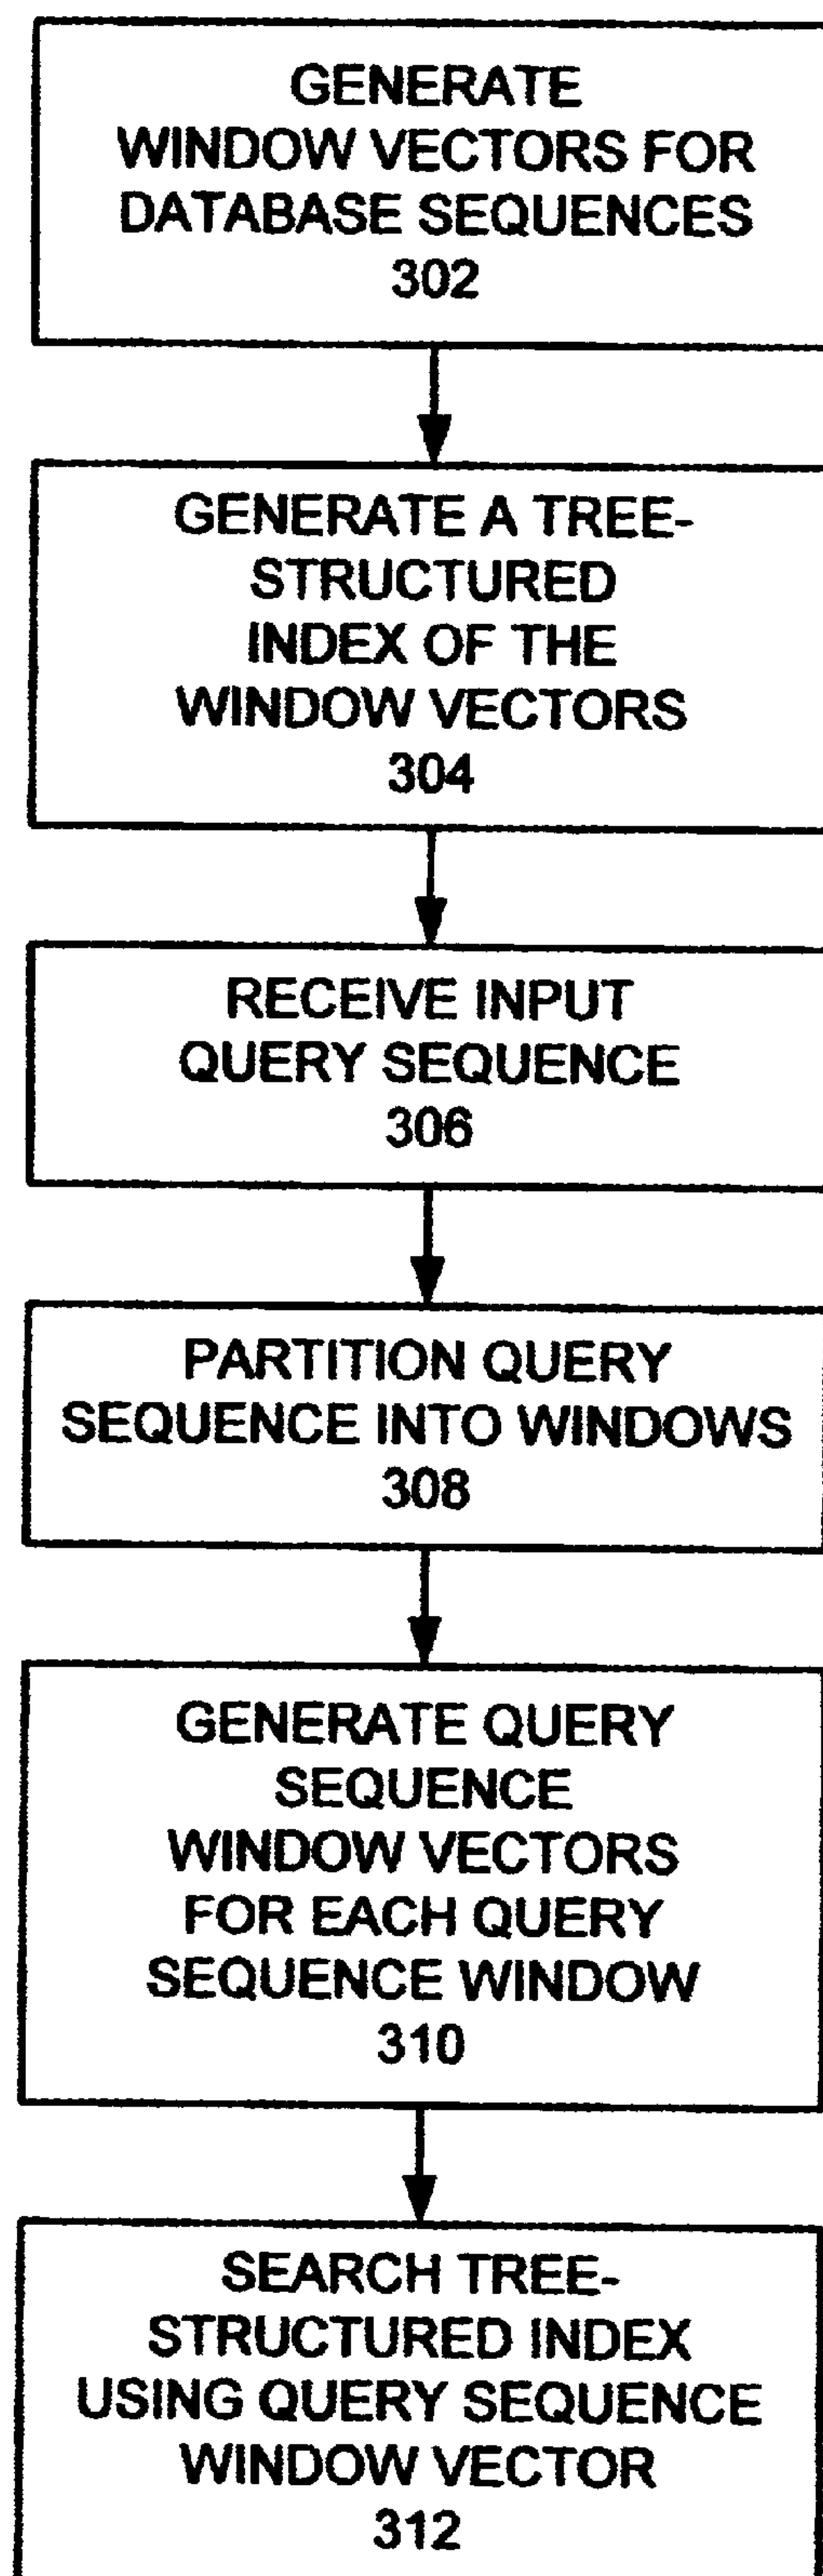 GENERATE
WINDOW VECTORS FOR
DATABASE SEQUENCES
302
GENERATE A TREE-
STRUCTURED
INDEX OF THE
WINDOW VECTORS
304
RECEIVE INPUT
QUERY SEQUENCE
306
PARTITION QUERY
SEQUENCE INTO WINDOWS
308
GENERATE QUERY
SEQUENCE
WINDOW VECTORS
FOR EACH QUERY
SEQUENCE WINDOW
310
SEARCH TREE-
STRUCTURED INDEX
USING QUERY SEQUENCE
WINDOW VECTOR
312